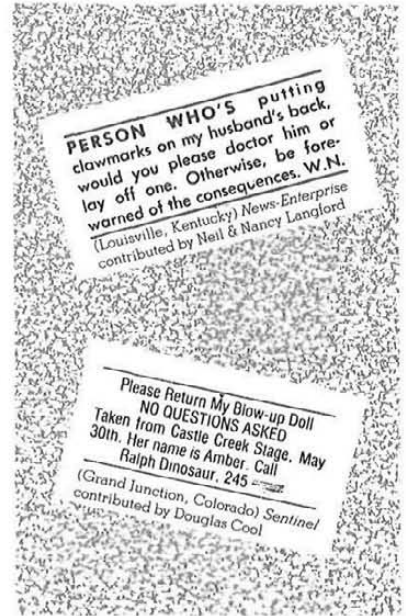 PERSON WHO'S putting
clawmarks on my husband's back,
would you please doctor him or
lay off one. Otherwise, be fore-
warned of the consequences. W.N.
(Louisville, Kentucky) News-Enterprise
contributed by Neil & Nancy Langlord
Please Return My Blow-up Doll
NO QUESTIONS ASKED
Taken from Castle Creek Stage. May
30th. Her name is Amber. Call
Ralph Dinosaur, 245
(Grand Junction, Colorado) Sentinel
contributed by Douglas Cool